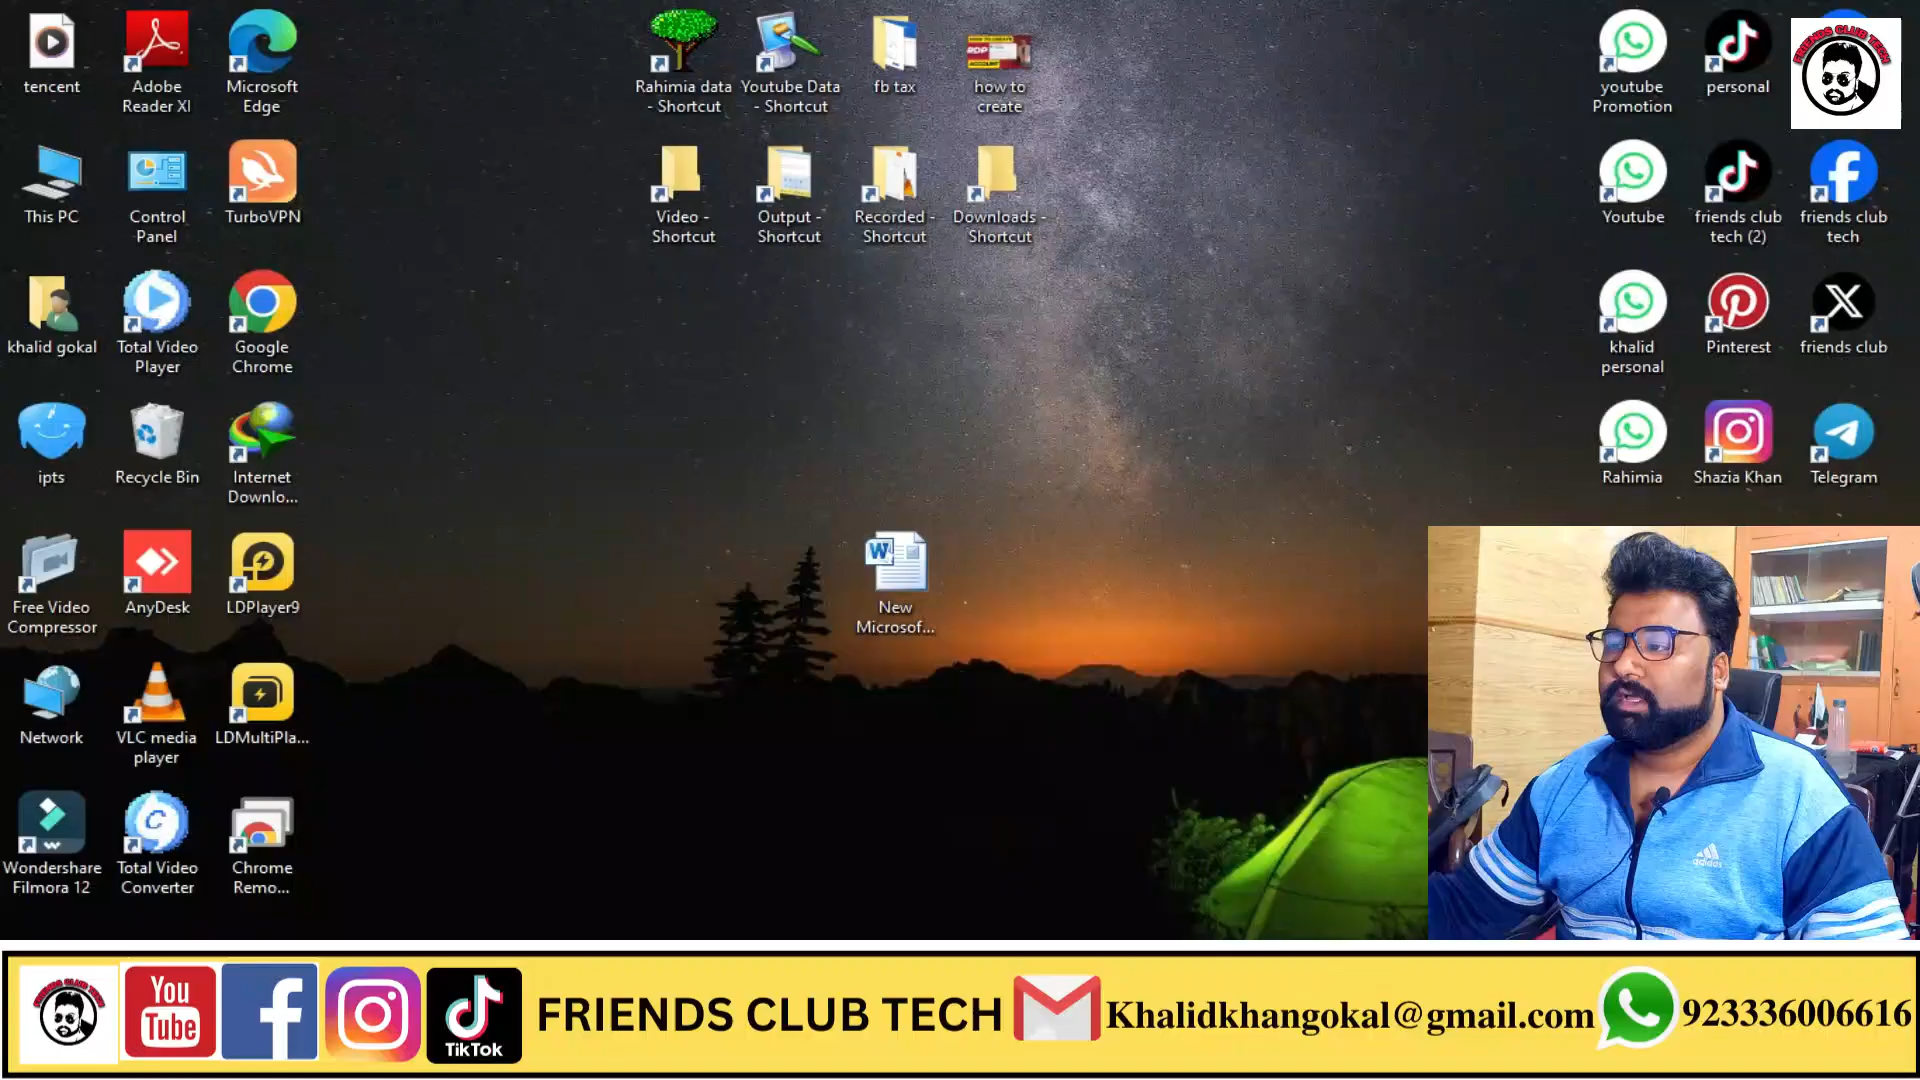 tencent
Adobe
Reader XI
Microsoft
Edge
Rahimia data
- Shortcut
Youtube Data
- Shortcut
fb tax
how to
create
youtube
Promotion
personal
FRIENDS CLUB TECH
This PC
Control
Panel
TurboVPN
Video -
Shortcut
Output -
Shortcut
Recorded -
Shortcut
Downloads -
Shortcut
Youtube
friends club
tech (2)
friends club
tech
khalid gokal
Total Video
Player
Google
Chrome
khalid
personal
Pinterest
friends club
ipts
Recycle Bin
Internet
Downlo...
Rahimia
Shazia Khan
Telegram
Free Video
Compressor
AnyDesk
LDPlayer9
New
Microsof...
Network
VLC media
player
LDMultiPla...
Wondershare
Filmora 12
Total Video
Converter
Chrome
Remo...
adidas
You
Tube
TikTok
FRIENDS CLUB TECH
Khalidkhangokal@gmail.com
923336006616